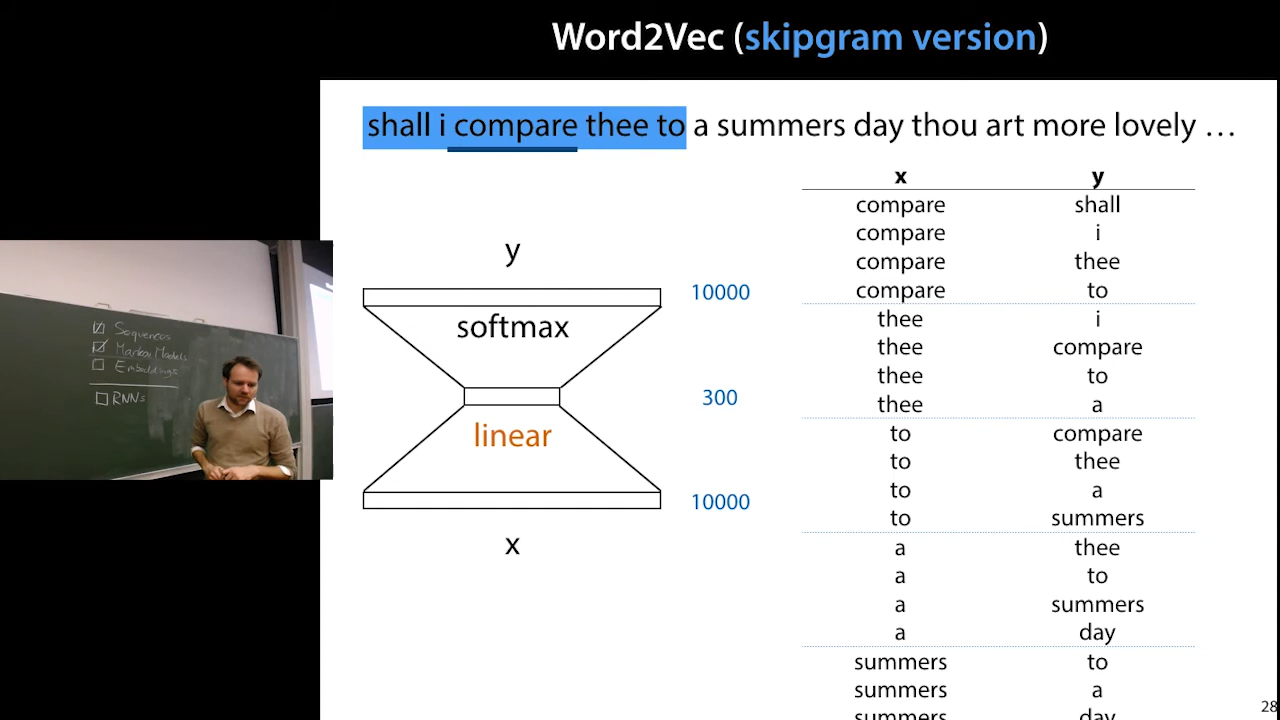 Word2Vec (skipgram version)
shall i compare thee to a summers day thou art more lovely …
x y
compare shall
compare i
compare thee
compare to
thee i
thee compare
thee to
thee a
to compare
to thee
to a
to summers
a thee
a to
a summers
a day
summers to
summers a
summers day
y
10000
softmax
300
linear
10000
x
Sequences
Markov Models
Embeddings
RNNs
28